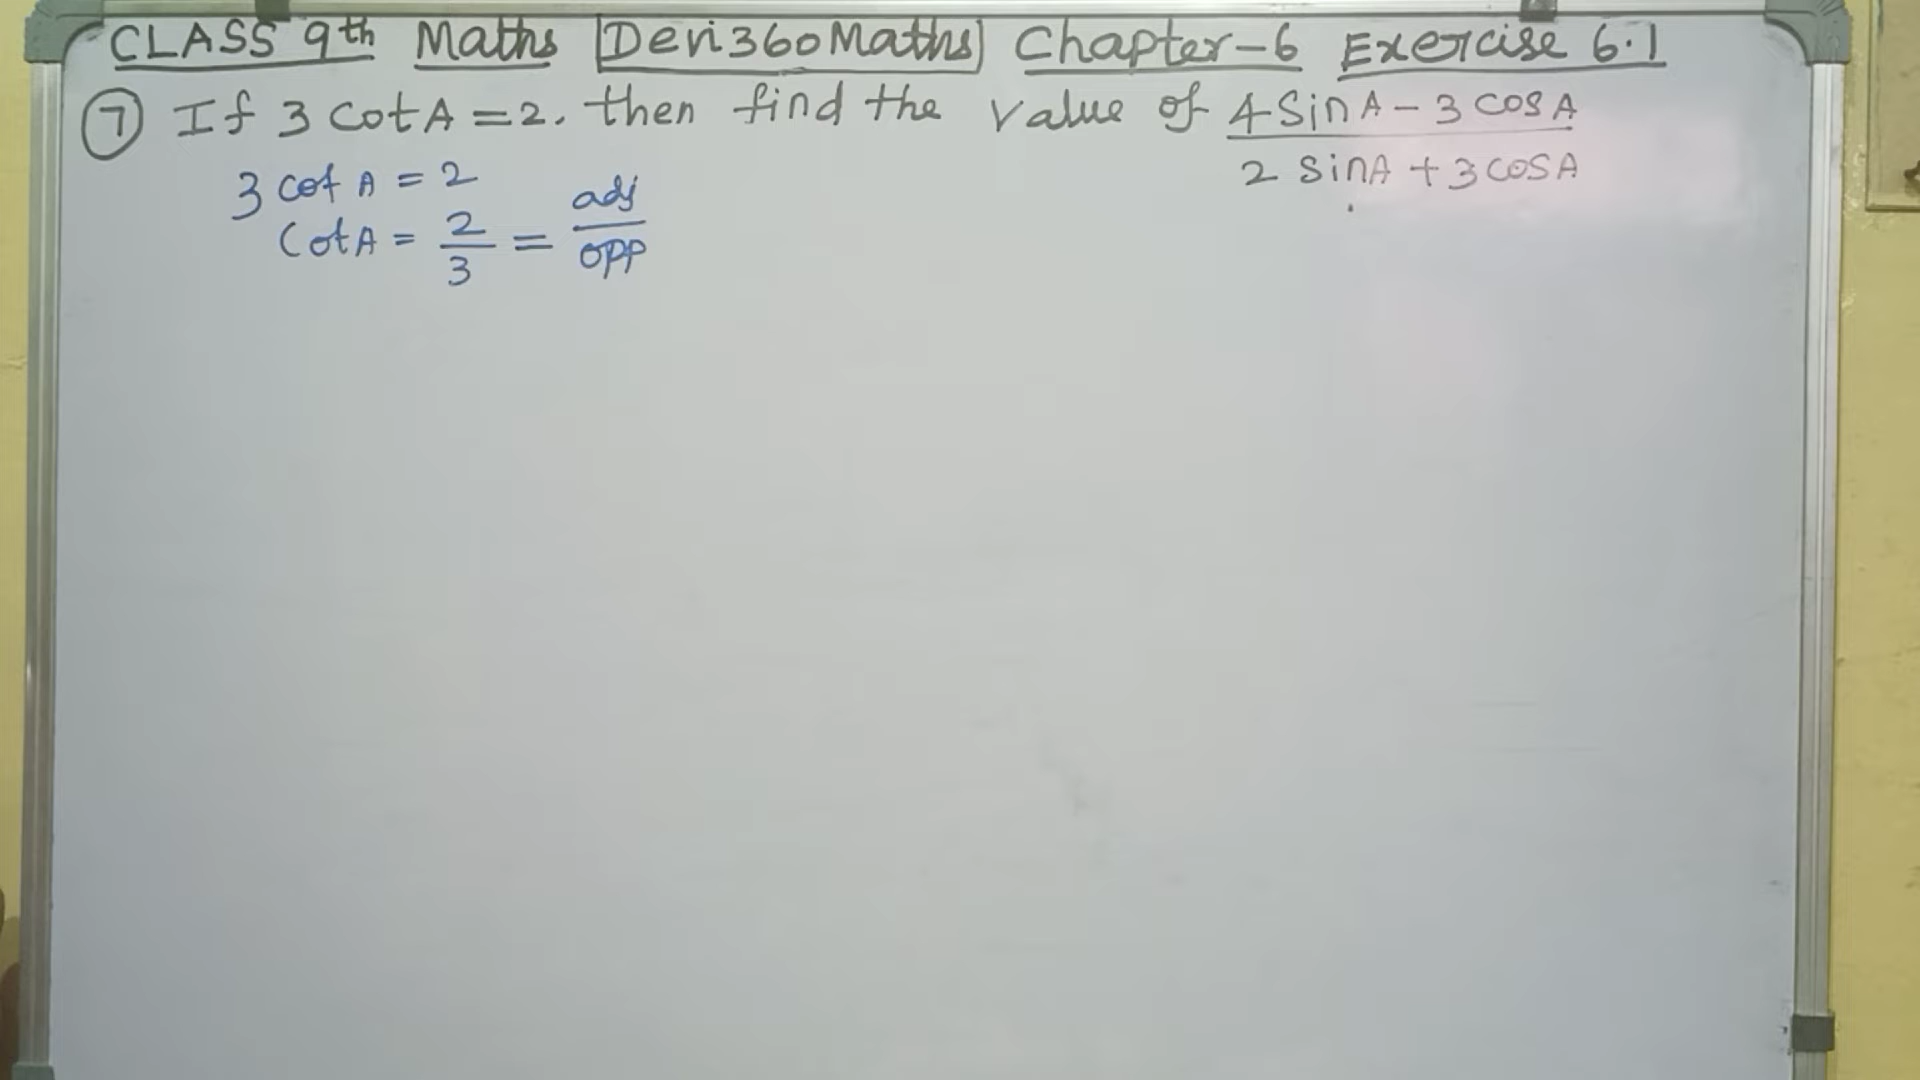 CLASS 9th Maths Devi360Maths Chapter-6 Exercise 6.1
7 If 3 cot A = 2. then find the value of 4 Sin A - 3 cos A
2 Sin A + 3 cos A
3 cot A = 2
Cot A = 2/3 = adj/opp